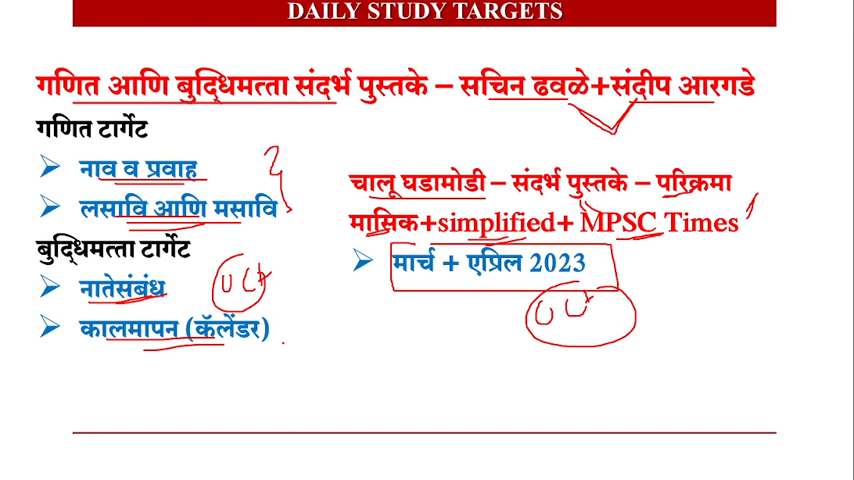 DAILY STUDY TARGETS
गणित आणि बुद्धिमत्ता संदर्भ पुस्तके – सचिन ढवळे+संदीप आरगडे
गणित टार्गेट
➢ नाव व प्रवाह
➢ लसावि आणि मसावि
बुद्धिमत्ता टार्गेट
➢ नातेसंबंध
➢ कालमापन (कॅलेंडर)
चालू घडामोडी – संदर्भ पुस्तके – परिक्रमा
मासिक+simplified+ MPSC Times
➢ मार्च + एप्रिल 2023